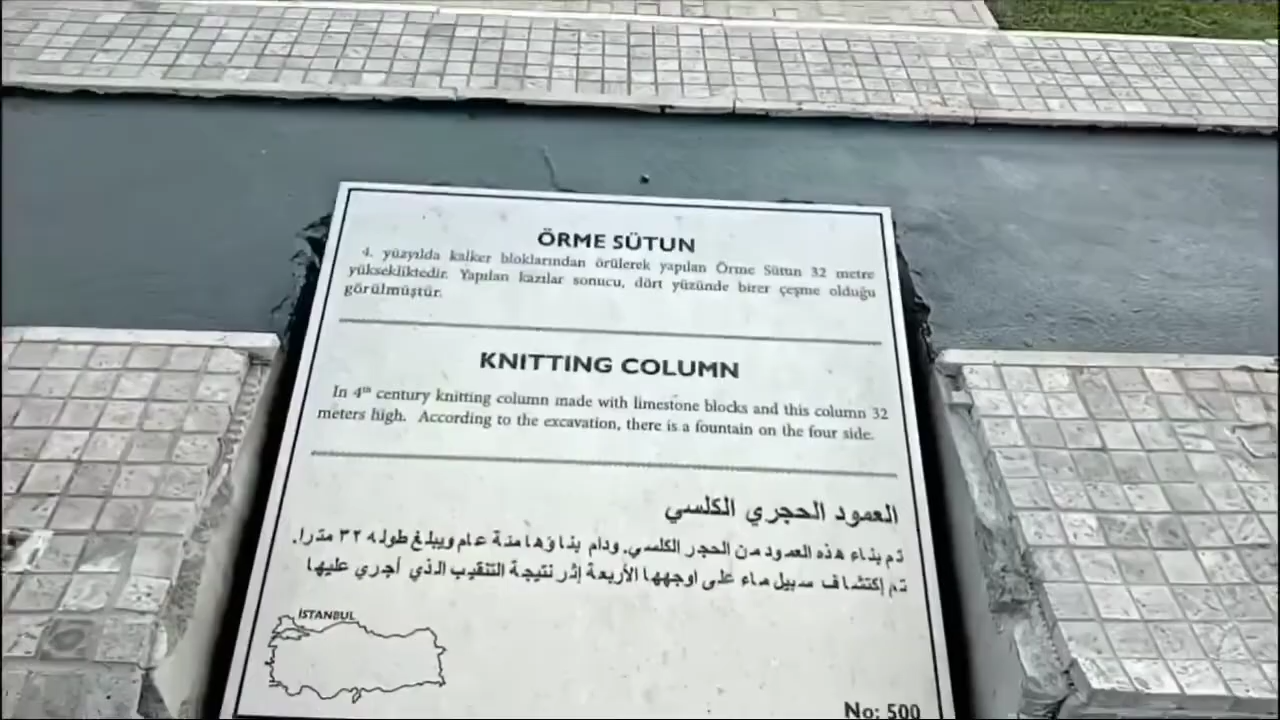 ÖRME SÜTUN
4. yüzyılda kalker bloklarından örülerek yapılan Örme Sütun 32 metre
yüksekliktedir. Yapılan kazılar sonucu, dört yüzünde birer çeşme olduğu
görülmüştür.
KNITTING COLUMN
In 4th century knitting column made with limestone blocks and this column 32
meters high. According to the excavation, there is a fountain on the four side.
العمود الحجري الكلسي
تم بناء هذه العمود من الحجر الكلسي. ودام بناؤها مئة عام ويبلغ طوله ٣٢ مترا.
تم إكتشاف سبيل ماء على اوجهها الأربعة إثر نتيجة التنقيب الذي أجري عليها
İSTANBUL
No: 500